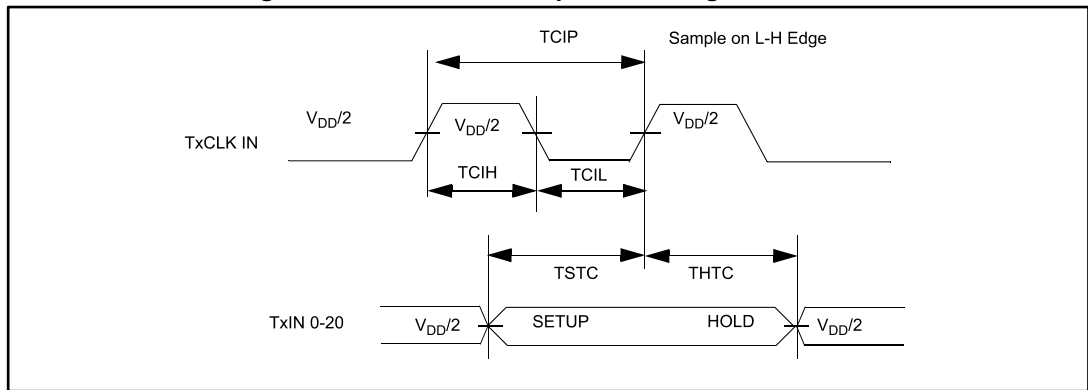 TCIP
Sample on L-H Edge
VDD/2
VDD/2
VDD/2
TxCLK IN
TCIH
TCIL
TSTC
THTC
TxIN 0-20
VDD/2
SETUP
HOLD
VDD/2